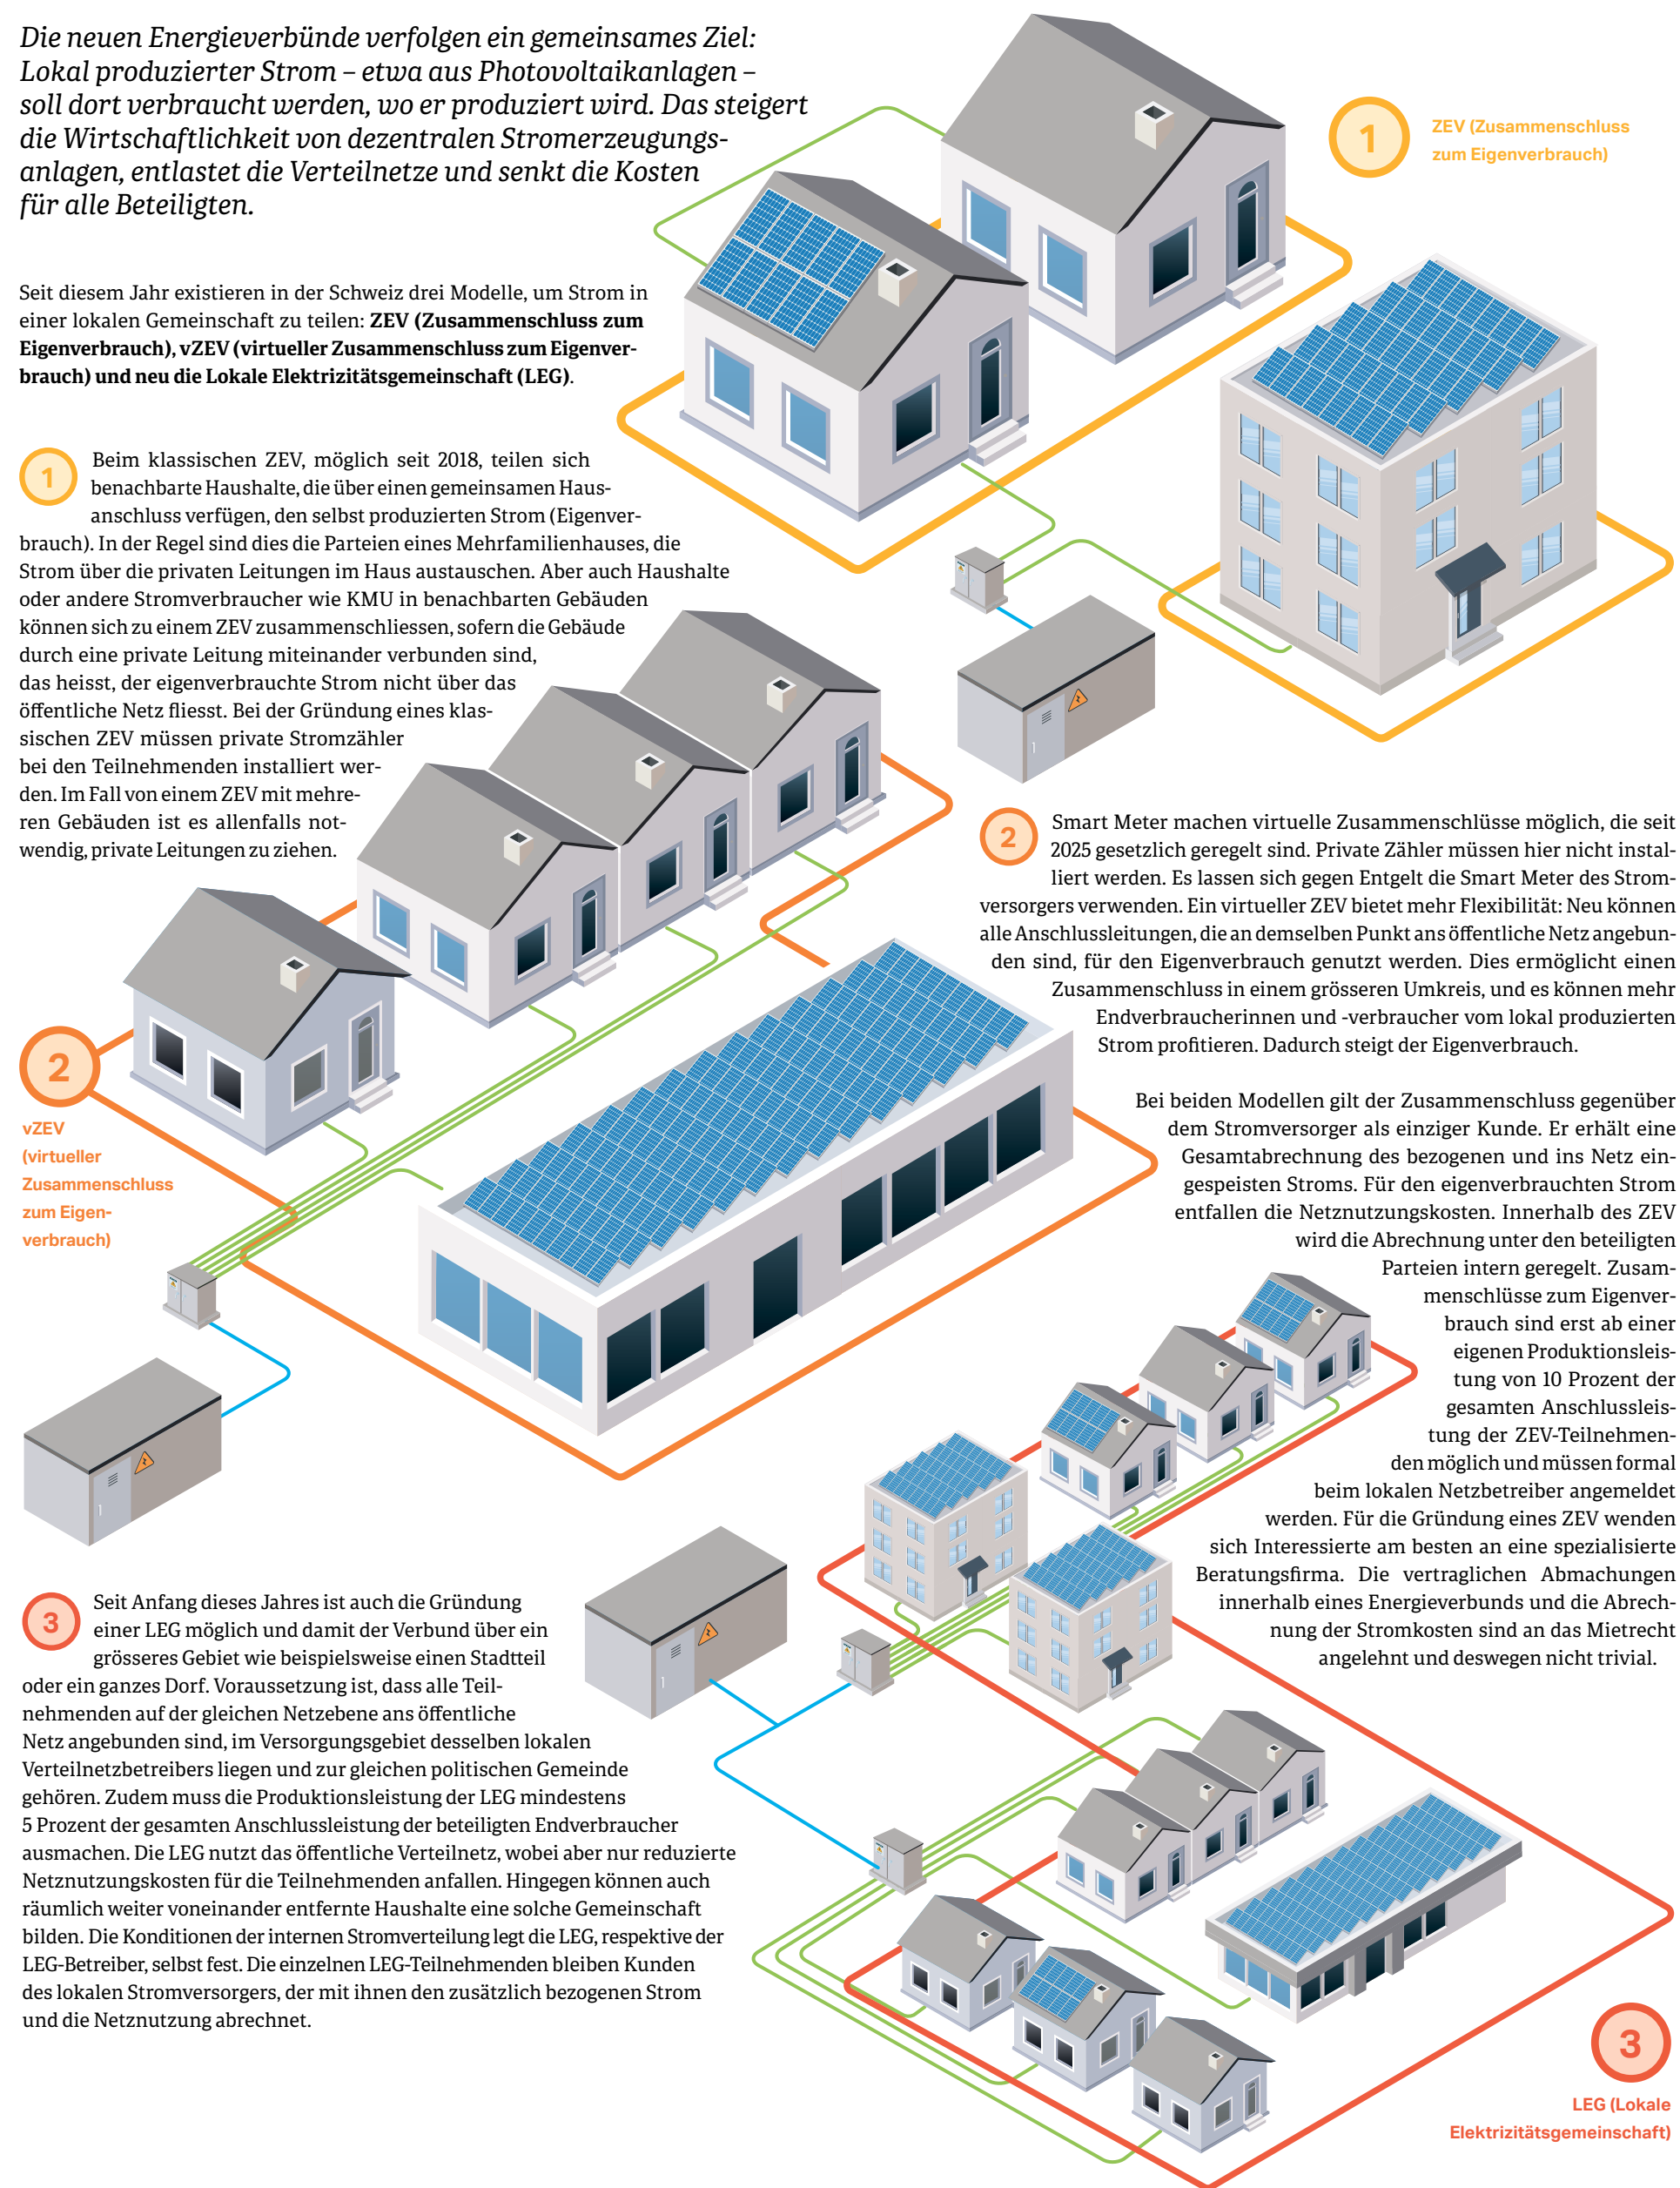 Die neuen Energieverbünde verfolgen ein gemeinsames Ziel:
Lokal produzierter Strom – etwa aus Photovoltaikanlagen –
soll dort verbraucht werden, wo er produziert wird. Das steigert
die Wirtschaftlichkeit von dezentralen Stromerzeugungs-
anlagen, entlastet die Verteilnetze und senkt die Kosten
für alle Beteiligten.
1
ZEV (Zusammenschluss
zum Eigenverbrauch)
Seit diesem Jahr existieren in der Schweiz drei Modelle, um Strom in
einer lokalen Gemeinschaft zu teilen: ZEV (Zusammenschluss zum
Eigenverbrauch), vZEV (virtueller Zusammenschluss zum Eigenver-
brauch) und neu die Lokale Elektrizitätsgemeinschaft (LEG).
1
Beim klassischen ZEV, möglich seit 2018, teilen sich
benachbarte Haushalte, die über einen gemeinsamen Haus-
anschluss verfügen, den selbst produzierten Strom (Eigenver-
brauch). In der Regel sind dies die Parteien eines Mehrfamilienhauses, die
Strom über die privaten Leitungen im Haus austauschen. Aber auch Haushalte
oder andere Stromverbraucher wie KMU in benachbarten Gebäuden
können sich zu einem ZEV zusammenschliessen, sofern die Gebäude
durch eine private Leitung miteinander verbunden sind,
das heisst, der eigenverbrauchte Strom nicht über das
öffentliche Netz fliesst. Bei der Gründung eines klas-
sischen ZEV müssen private Stromzähler
bei den Teilnehmenden installiert wer-
den. Im Fall von einem ZEV mit mehre-
ren Gebäuden ist es allenfalls not-
wendig, private Leitungen zu ziehen.
2
Smart Meter machen virtuelle Zusammenschlüsse möglich, die seit
2025 gesetzlich geregelt sind. Private Zähler müssen hier nicht instal-
liert werden. Es lassen sich gegen Entgelt die Smart Meter des Strom-
versorgers verwenden. Ein virtueller ZEV bietet mehr Flexibilität: Neu können
alle Anschlussleitungen, die an demselben Punkt ans öffentliche Netz angebun-
den sind, für den Eigenverbrauch genutzt werden. Dies ermöglicht einen
Zusammenschluss in einem grösseren Umkreis, und es können mehr
Endverbraucherinnen und -verbraucher vom lokal produzierten
Strom profitieren. Dadurch steigt der Eigenverbrauch.
2
vZEV
(virtueller
Zusammenschluss
zum Eigen-
verbrauch)
Bei beiden Modellen gilt der Zusammenschluss gegenüber
dem Stromversorger als einziger Kunde. Er erhält eine
Gesamtabrechnung des bezogenen und ins Netz ein-
gespeisten Stroms. Für den eigenverbrauchten Strom
entfallen die Netznutzungskosten. Innerhalb des ZEV
wird die Abrechnung unter den beteiligten
Parteien intern geregelt. Zusam-
menschlüsse zum Eigenver-
brauch sind erst ab einer
eigenen Produktionsleis-
tung von 10 Prozent der
gesamten Anschlussleis-
tung der ZEV-Teilnehmen-
den möglich und müssen formal
beim lokalen Netzbetreiber angemeldet
werden. Für die Gründung eines ZEV wenden
sich Interessierte am besten an eine spezialisierte
Beratungsfirma. Die vertraglichen Abmachungen
innerhalb eines Energieverbunds und die Abrech-
nung der Stromkosten sind an das Mietrecht
angelehnt und deswegen nicht trivial.
3
Seit Anfang dieses Jahres ist auch die Gründung
einer LEG möglich und damit der Verbund über ein
grösseres Gebiet wie beispielsweise einen Stadtteil
oder ein ganzes Dorf. Voraussetzung ist, dass alle Teil-
nehmenden auf der gleichen Netzebene ans öffentliche
Netz angebunden sind, im Versorgungsgebiet desselben lokalen
Verteilnetzbetreibers liegen und zur gleichen politischen Gemeinde
gehören. Zudem muss die Produktionsleistung der LEG mindestens
5 Prozent der gesamten Anschlussleistung der beteiligten Endverbraucher
ausmachen. Die LEG nutzt das öffentliche Verteilnetz, wobei aber nur reduzierte
Netznutzungskosten für die Teilnehmenden anfallen. Hingegen können auch
räumlich weiter voneinander entfernte Haushalte eine solche Gemeinschaft
bilden. Die Konditionen der internen Stromverteilung legt die LEG, respektive der
LEG-Betreiber, selbst fest. Die einzelnen LEG-Teilnehmenden bleiben Kunden
des lokalen Stromversorgers, der mit ihnen den zusätzlich bezogenen Strom
und die Netznutzung abrechnet.
3
LEG (Lokale
Elektrizitätsgemeinschaft)